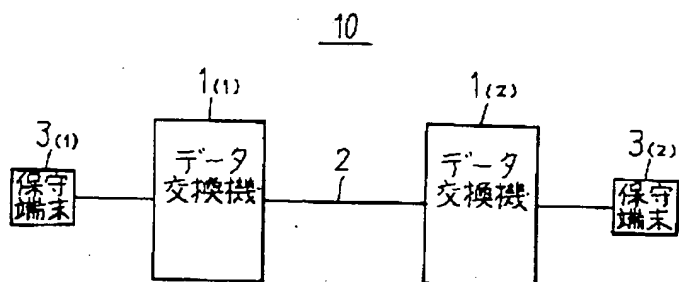 10
1(1)
1(2)
3(1)
3(2)
データ
交換機
2
データ
交換機
保守
端末
保守
端末